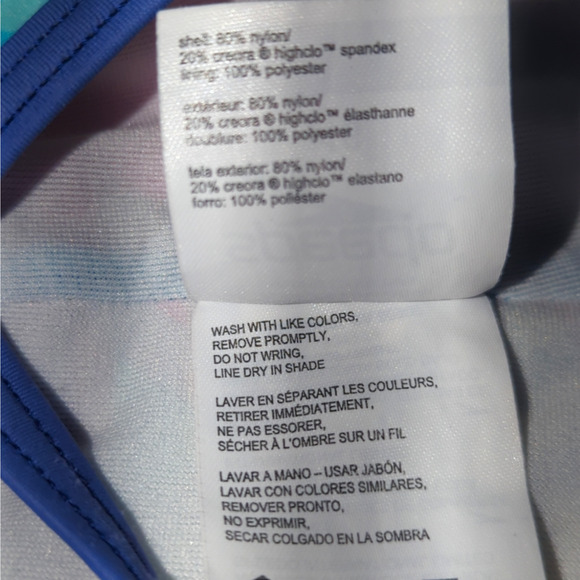 shell: 80% nylon/
20% creora ® highclo™ spandex
lining: 100% polyester
extérieur: 80% nylon/
20% creora ® highclo™ élasthanne
doublure: 100% polyester
tela exterior: 80% nylon/
20% creora ® highclo™ elastano
forro: 100% poliéster
WASH WITH LIKE COLORS,
REMOVE PROMPTLY,
DO NOT WRING,
LINE DRY IN SHADE
LAVER EN SÉPARANT LES COULEURS,
RETIRER IMMÉDIATEMENT,
NE PAS ESSORER,
SÉCHER À L'OMBRE SUR UN FIL
LAVAR A MANO – USAR JABÓN,
LAVAR CON COLORES SIMILARES,
REMOVER PRONTO,
NO EXPRIMIR,
SECAR COLGADO EN LA SOMBRA